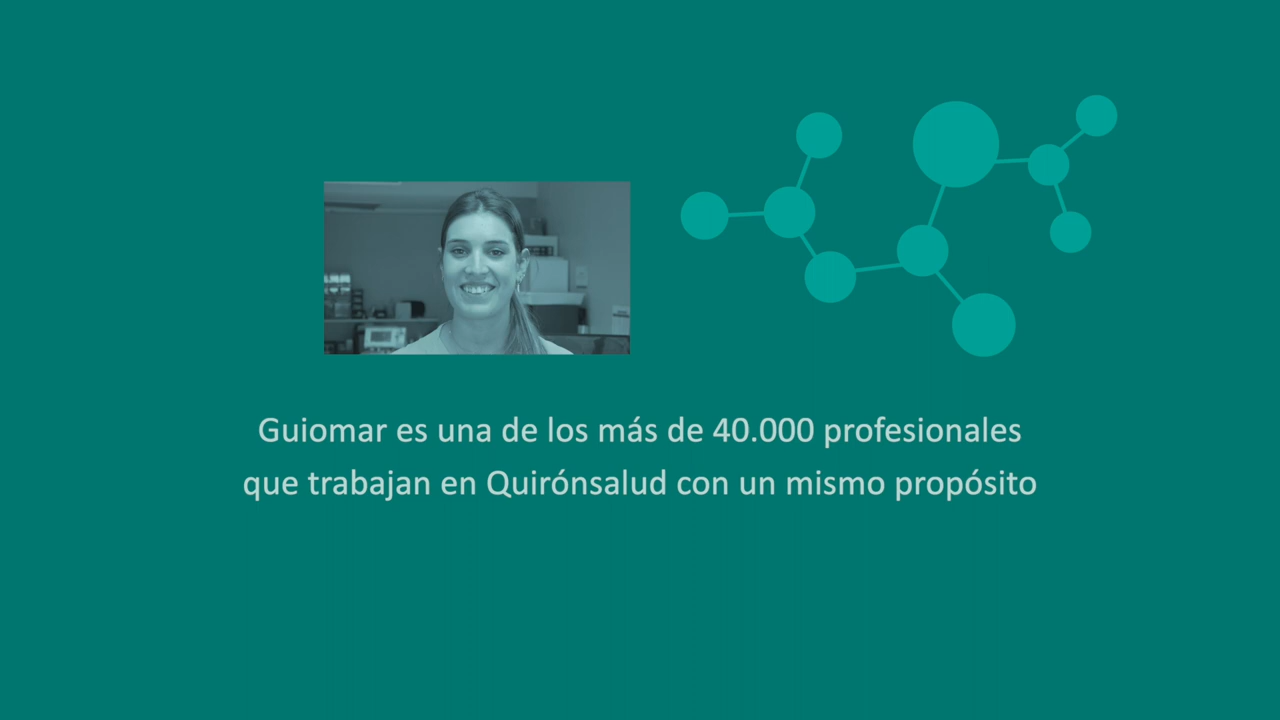 Guiomar es una de los más de 40.000 profesionales
que trabajan en Quirónsalud con un mismo propósito